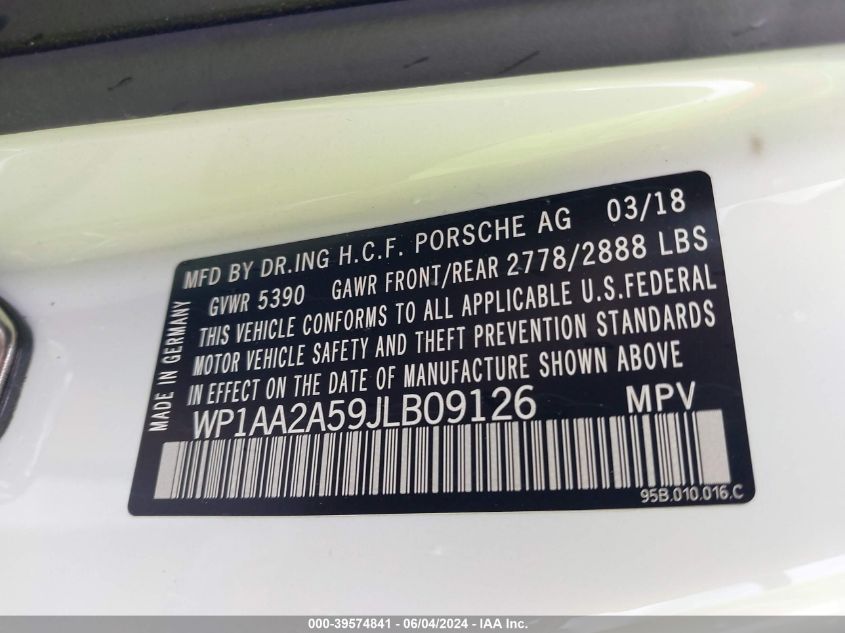 MFD BY DR.ING H.C.F. PORSCHE AG 03/18
GVWR 5390 GAWR FRONT/REAR 2778/2888 LBS
THIS VEHICLE CONFORMS TO ALL APPLICABLE U.S.FEDERAL
MOTOR VEHICLE SAFETY AND THEFT PREVENTION STANDARDS
IN EFFECT ON THE DATE OF MANUFACTURE SHOWN ABOVE
WP1AA2A59JLB09126 MPV
95B.010.016.C
MADE IN GERMANY
000-39574841 - 06/04/2024 - IAA Inc.